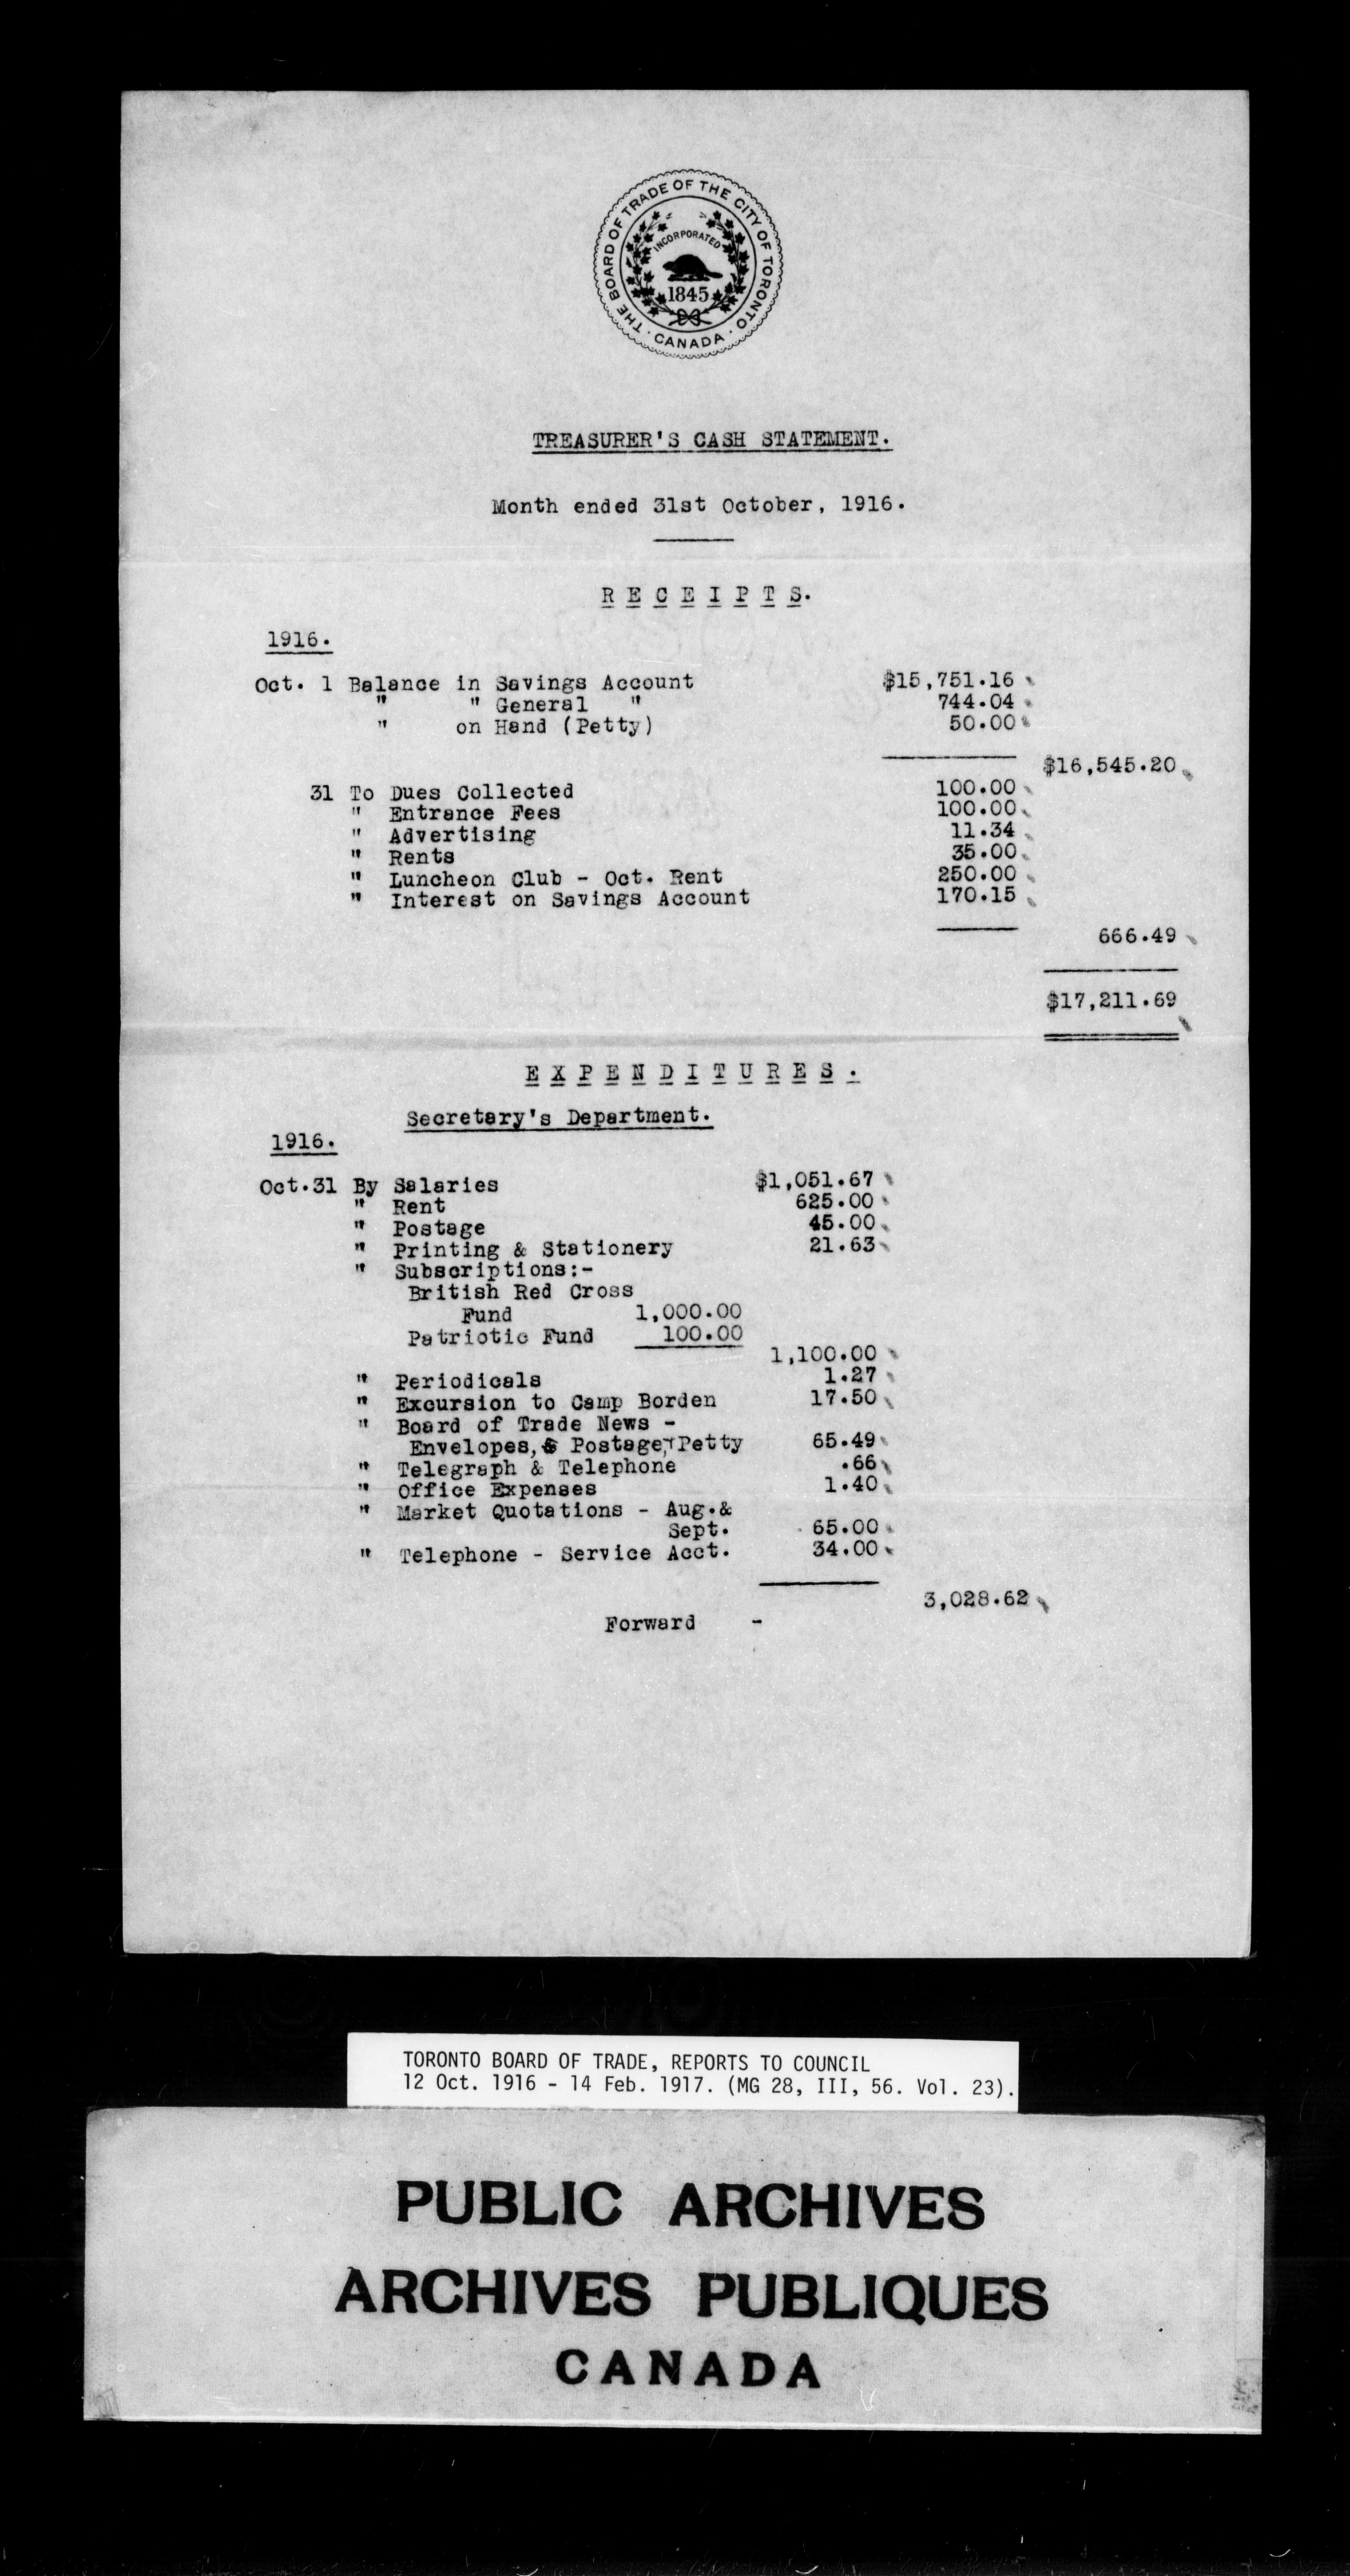 THE BOARD OF TRADE OF THE CITY OF TORONTO
· CANADA ·
INCORPORATED
1845
TREASURER'S CASH STATEMENT.
Month ended 31st October, 1916.
R E C E I P T S.
1916.
Oct. 1 Balance in Savings Account $15,751.16
" " General " 744.04
" on Hand (Petty) 50.00
$16,545.20
31 To Dues Collected 100.00
" Entrance Fees 100.00
" Advertising 11.34
" Rents 35.00
" Luncheon Club - Oct. Rent 250.00
" Interest on Savings Account 170.15
666.49
$17,211.69
E X P E N D I T U R E S .
Secretary's Department.
1916.
Oct.31 By Salaries $1,051.67
" Rent 625.00
" Postage 45.00
" Printing & Stationery 21.63
" Subscriptions:-
British Red Cross
Fund 1,000.00
Patriotic Fund 100.00
1,100.00
" Periodicals 1.27
" Excursion to Camp Borden 17.50
" Board of Trade News -
Envelopes, & Postage, Petty 65.49
" Telegraph & Telephone .66
" Office Expenses 1.40
" Market Quotations - Aug.&
Sept. 65.00
" Telephone - Service Acct. 34.00
3,028.62
Forward -
TORONTO BOARD OF TRADE, REPORTS TO COUNCIL
12 Oct. 1916 - 14 Feb. 1917. (MG 28, III, 56. Vol. 23).
PUBLIC ARCHIVES
ARCHIVES PUBLIQUES
CANADA